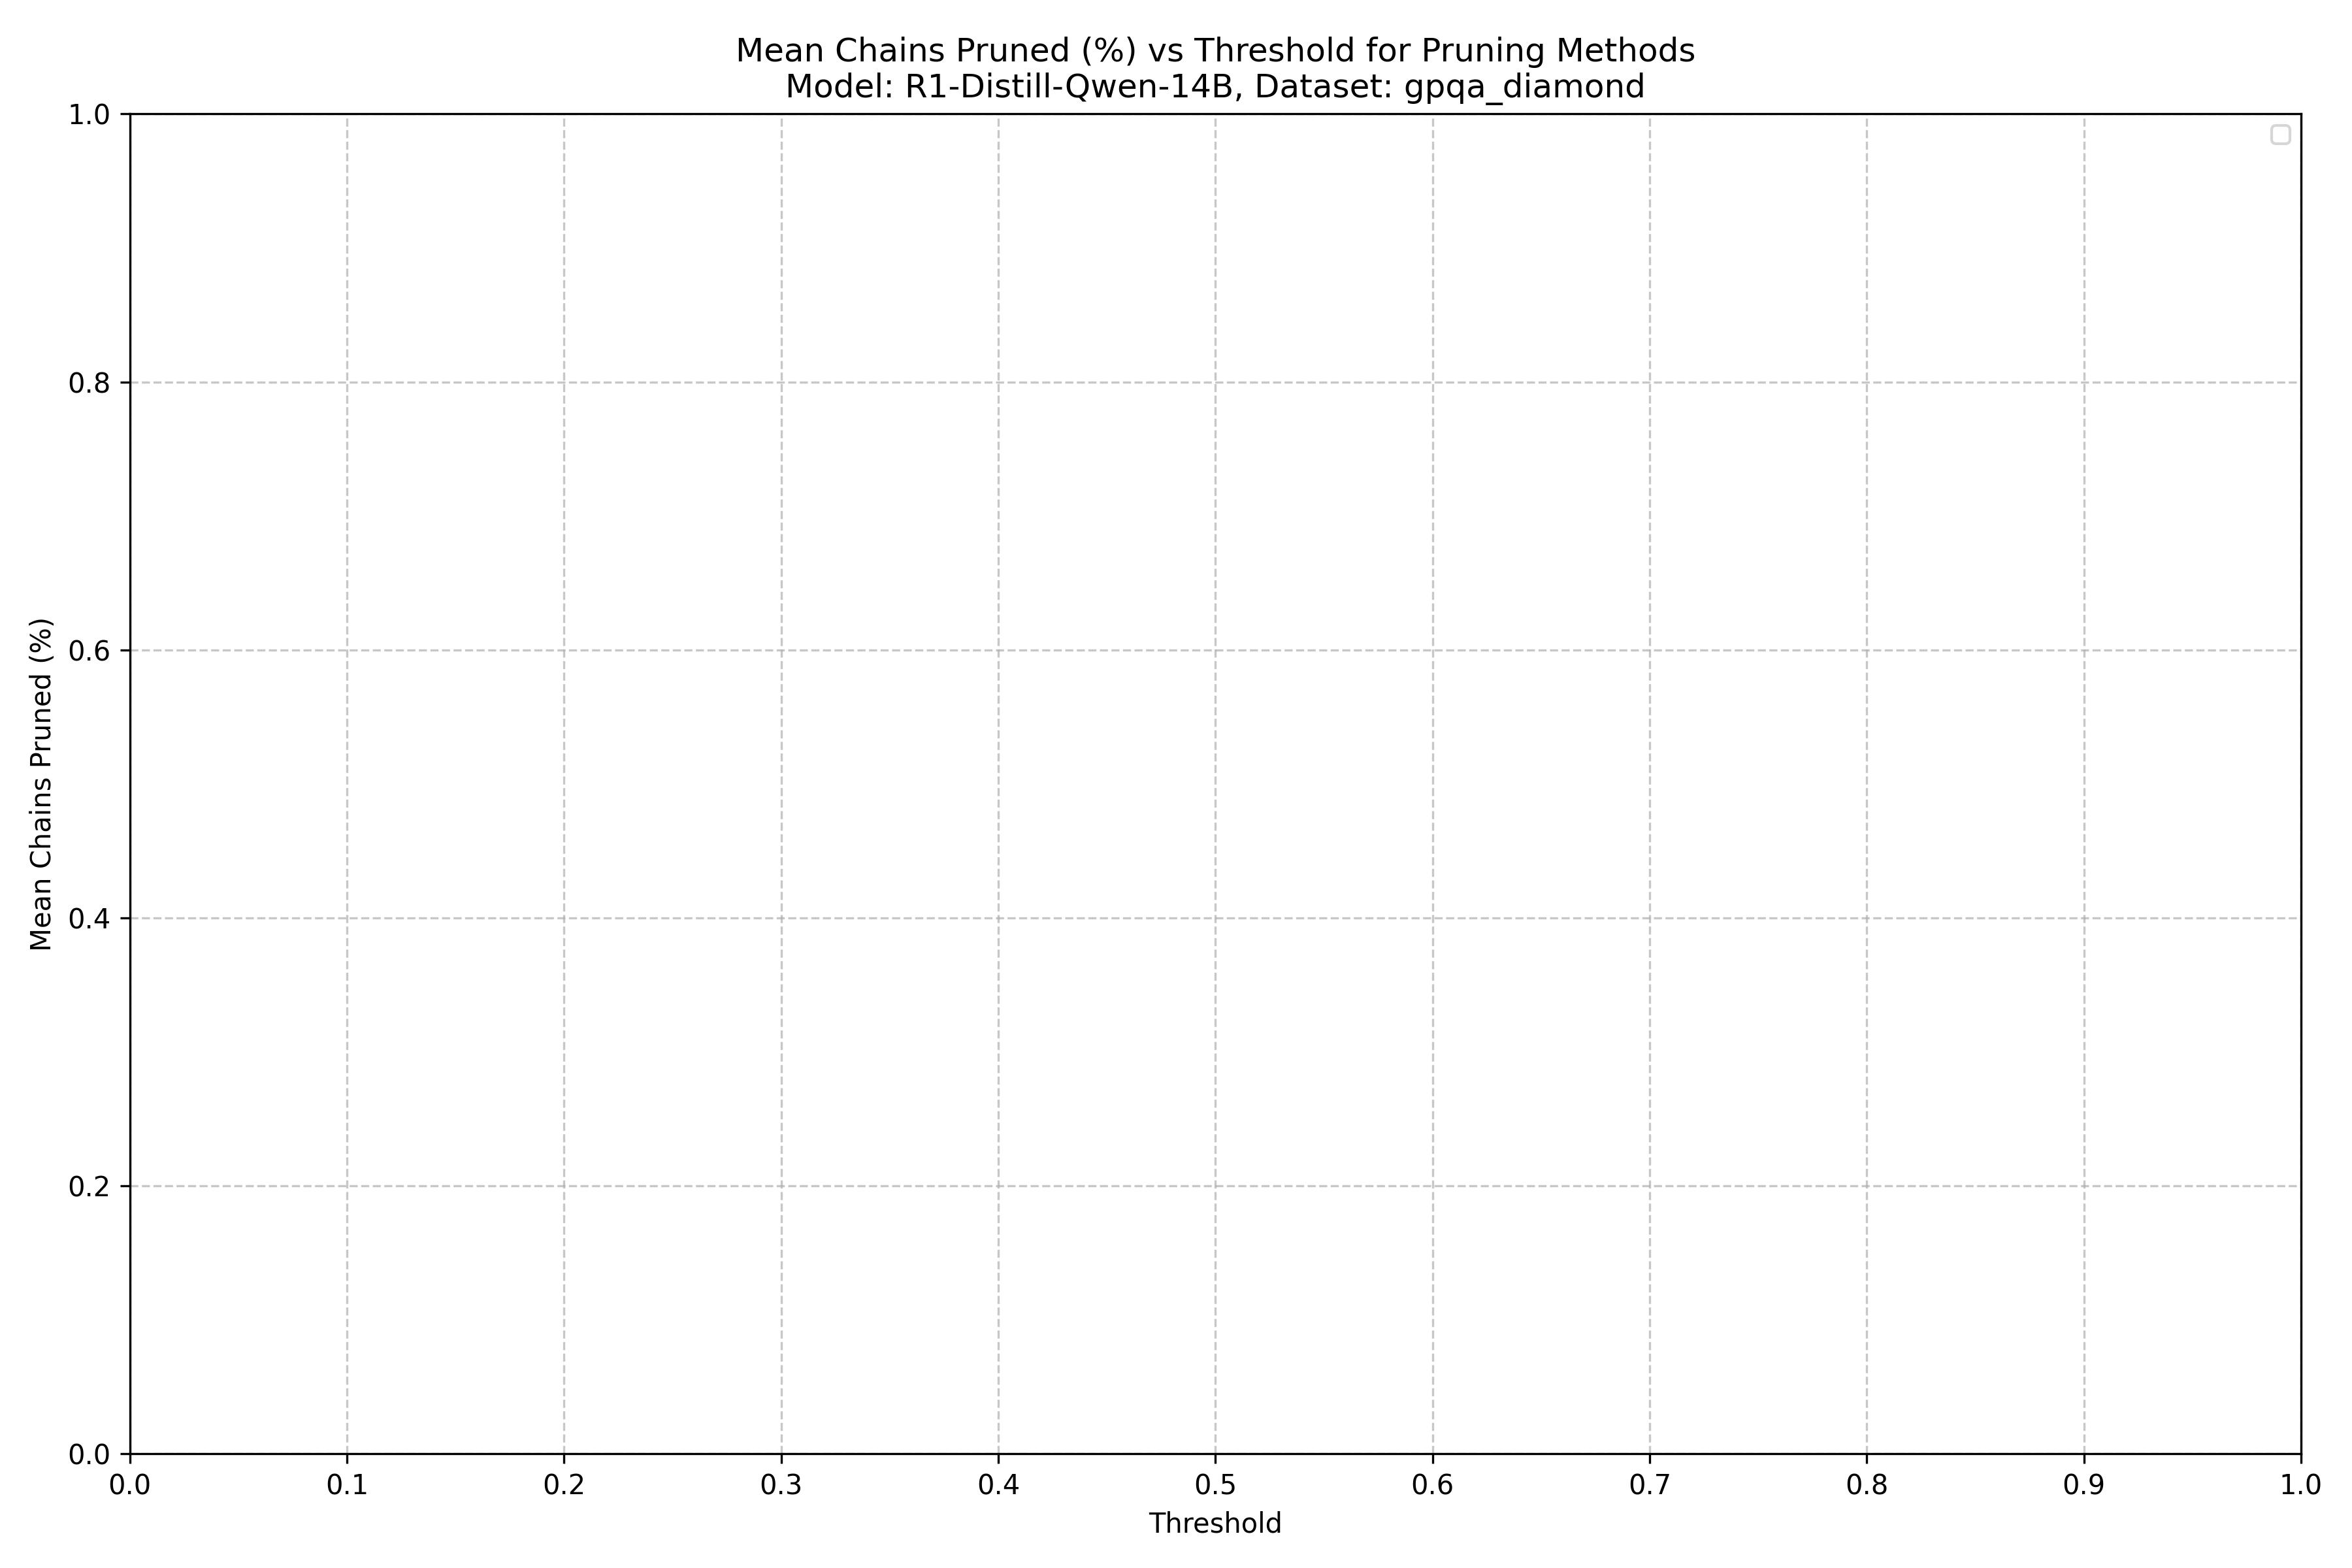 Mean Chains Pruned (%) vs Threshold for Pruning Methods
Model: R1-Distill-Qwen-14B, Dataset: gpqa_diamond
Mean Chains Pruned (%)
1.0
0.8
0.6
0.4
0.2
0.0
0.0 0.1 0.2 0.3 0.4 0.5 0.6 0.7 0.8 0.9 1.0
Threshold